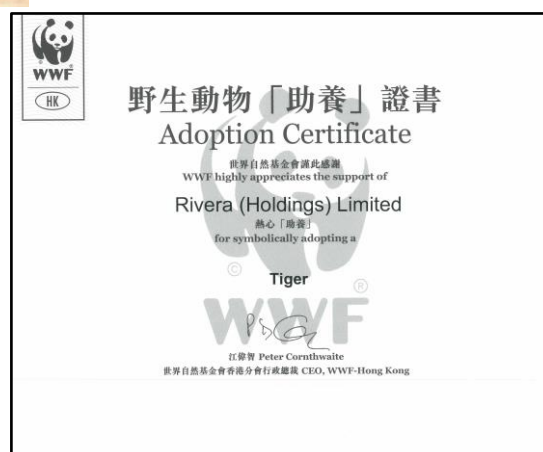 WWF
HK
野生動物「助養」證書
Adoption Certificate
世界自然基金會謹此感謝
WWF highly appreciates the support of
Rivera (Holdings) Limited
熱心「助養」
for symbolically adopting a
Tiger
© ®
WWF
江偉智 Peter Cornthwaite
世界自然基金會香港分會行政總裁 CEO, WWF-Hong Kong